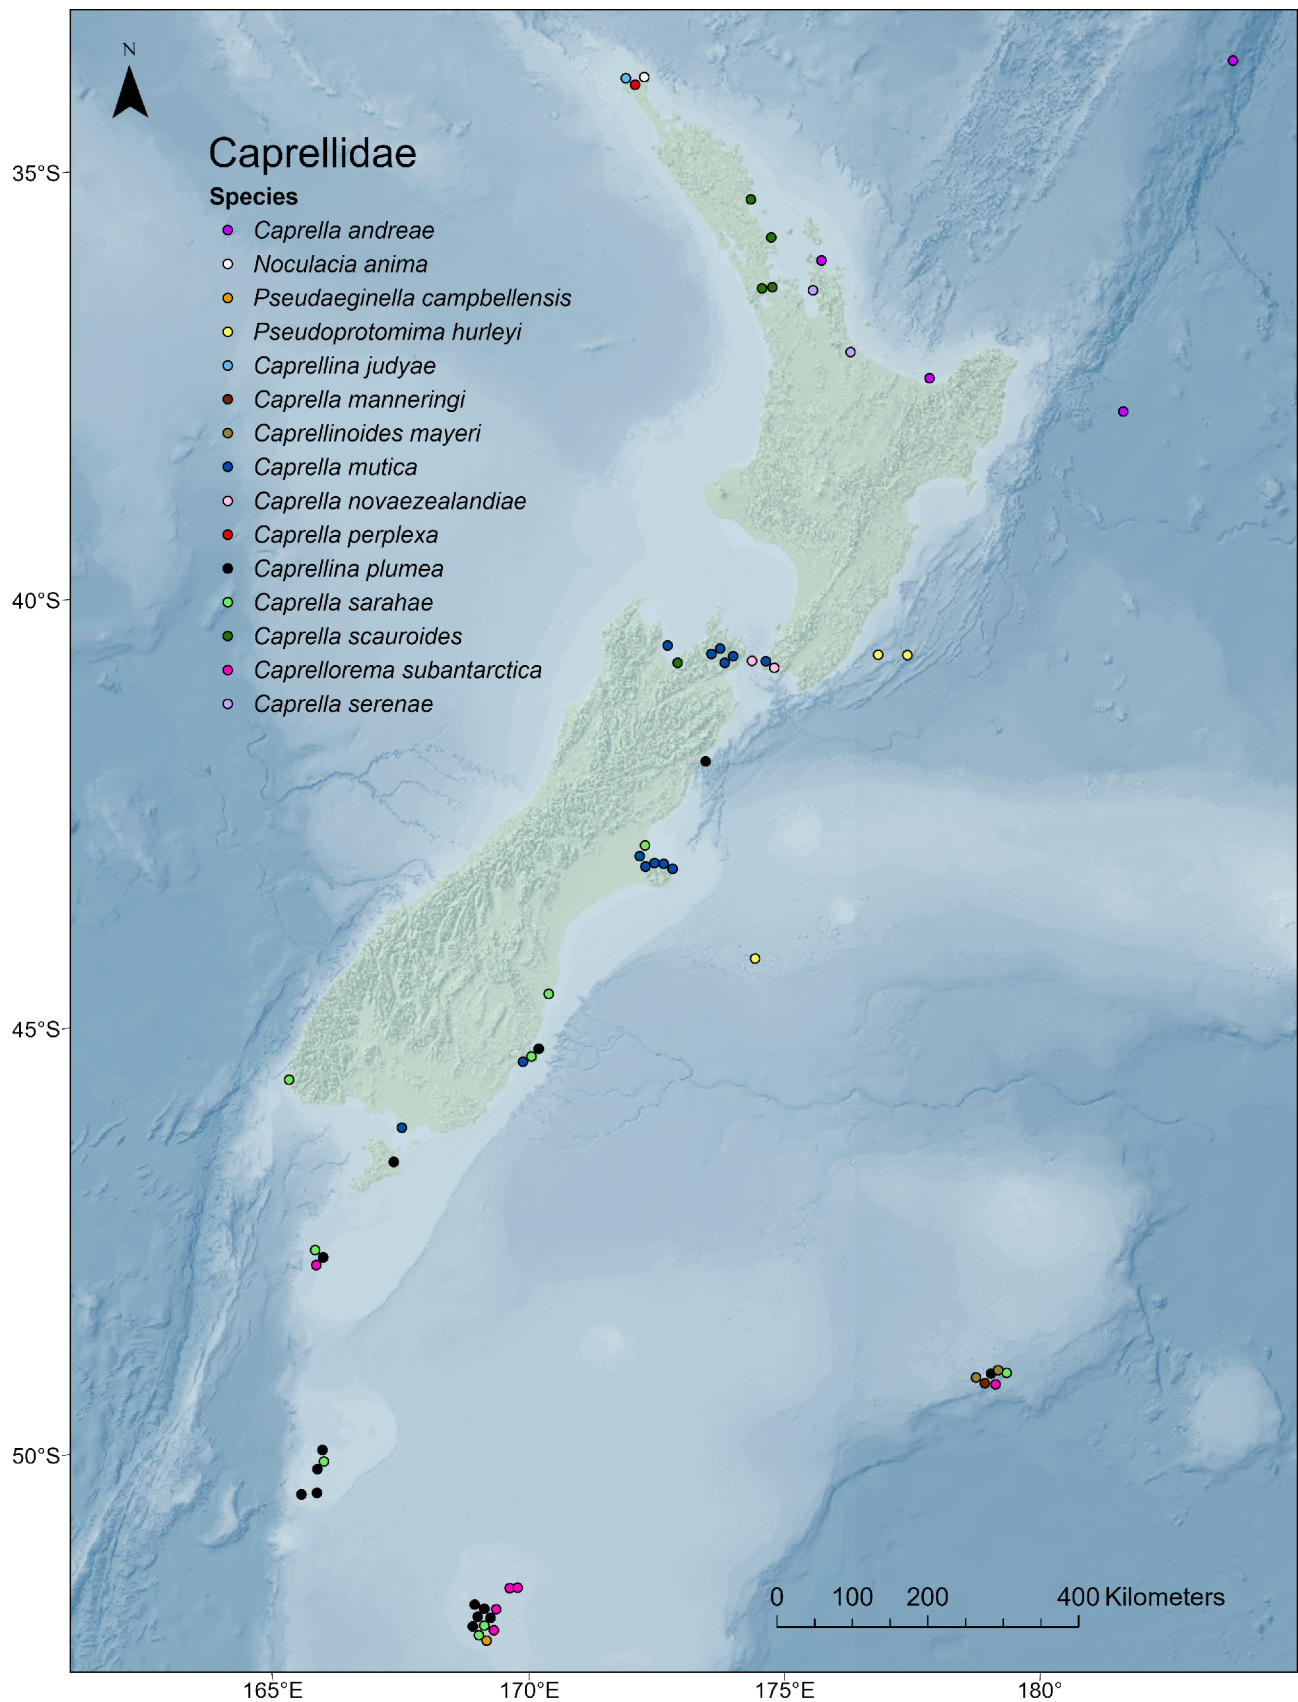 N
Caprellidae
Species
Caprella andreae
Noculacia anima
Pseudaeginella campbellensis
Pseudoprotomima hurleyi
Caprellina judyae
Caprella manneringi
Caprellinoides mayeri
Caprella mutica
Caprella novaezealandiae
Caprella perplexa
Caprellina plumea
Caprella sarahae
Caprella scauroides
Caprellorema subantarctica
Caprella serenae
35°S
40°S
45°S
50°S
0 100 200 400 Kilometers
165°E 170°E 175°E 180°